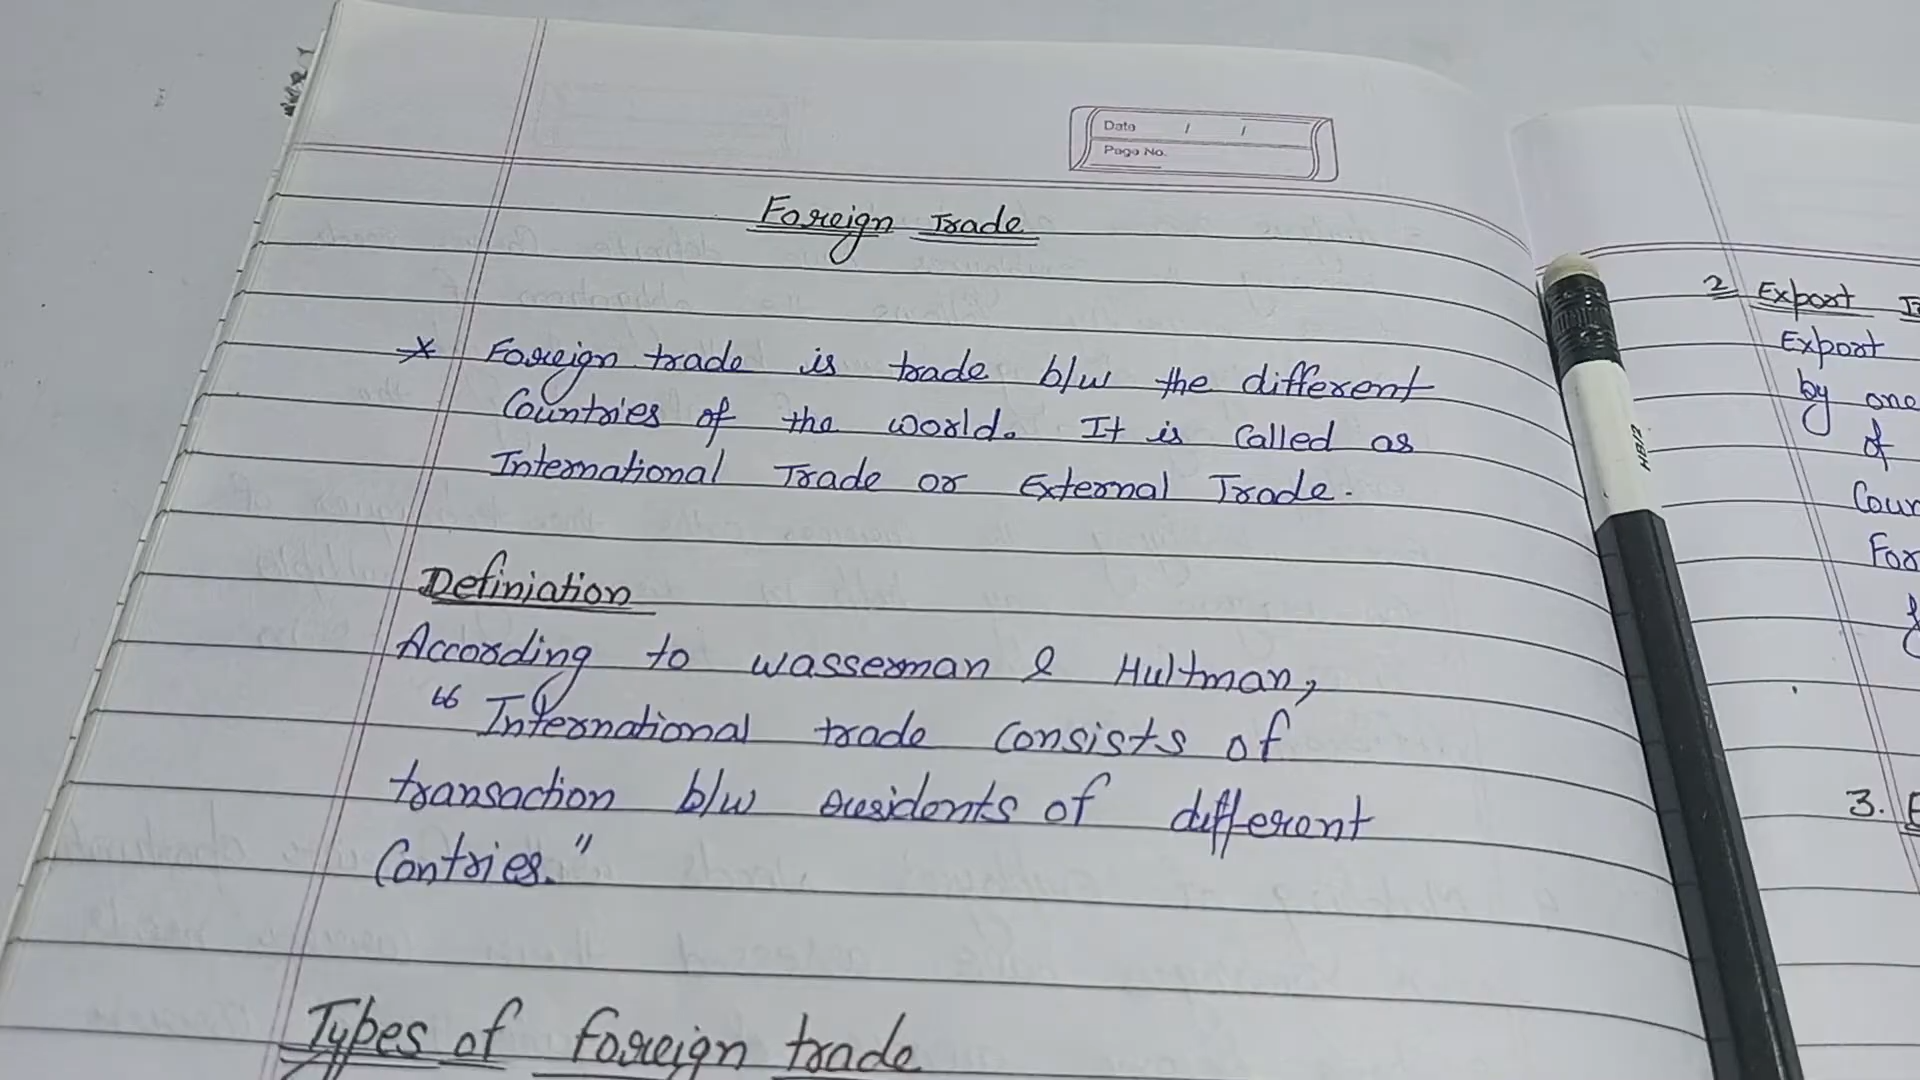 Date / /
Page No.
Foreign Trade
* Foreign trade is trade b/w the different
Countries of the world. It is Called as
International Trade or External Trade.
Definiation
According to wasserman & Hultman,
"International trade Consists of
transaction b/w residents of different
Contries."
Types of foreign trade
2 Export
Export
by one
of
3.
HB/2